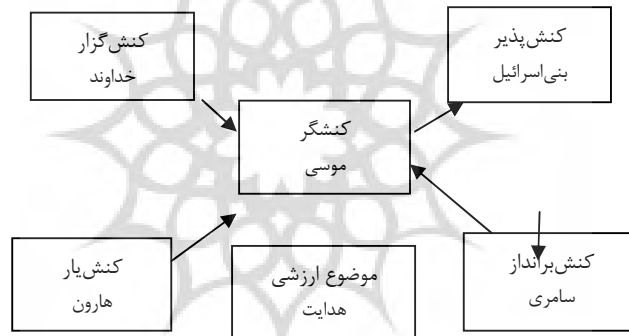 کنش‌گزار
خداوند
کنش‌پذیر
بنی‌اسرائیل
کنشگر
موسی
کنش‌یار
هارون
موضوع ارزشی
هدایت
کنش‌برانداز
سامری